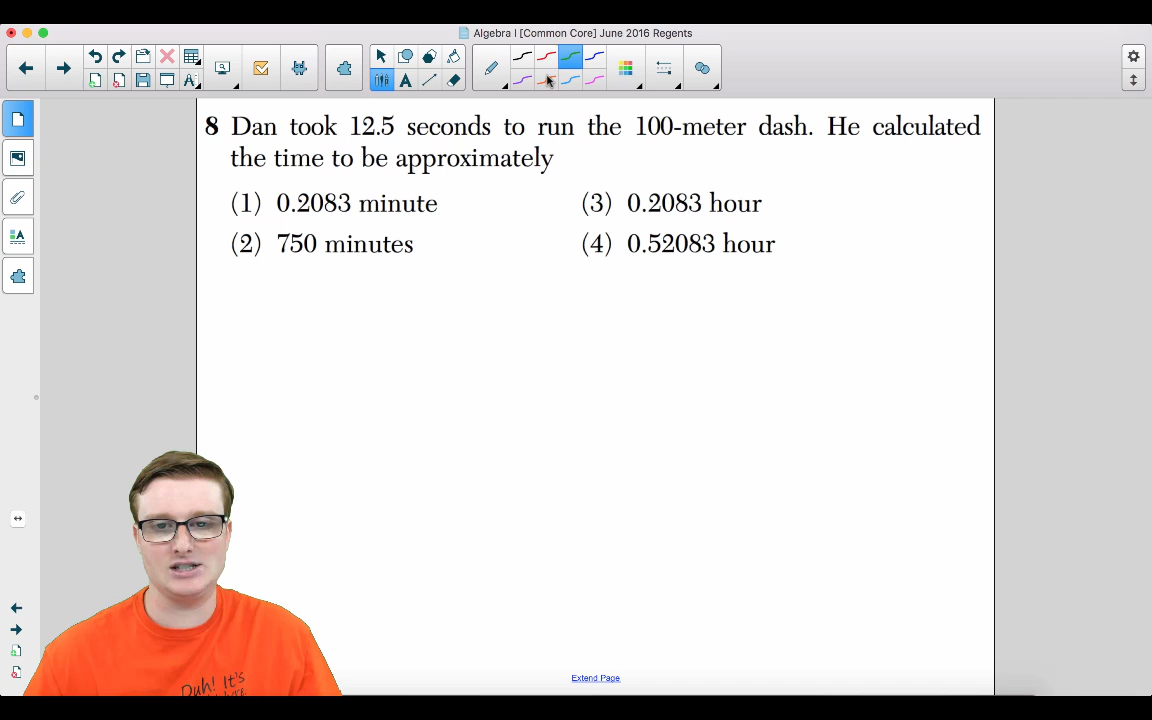 Algebra I [Common Core] June 2016 Regents
8 Dan took 12.5 seconds to run the 100-meter dash. He calculated
the time to be approximately
(1) 0.2083 minute (3) 0.2083 hour
(2) 750 minutes (4) 0.52083 hour
Duh! It's
Extend Page